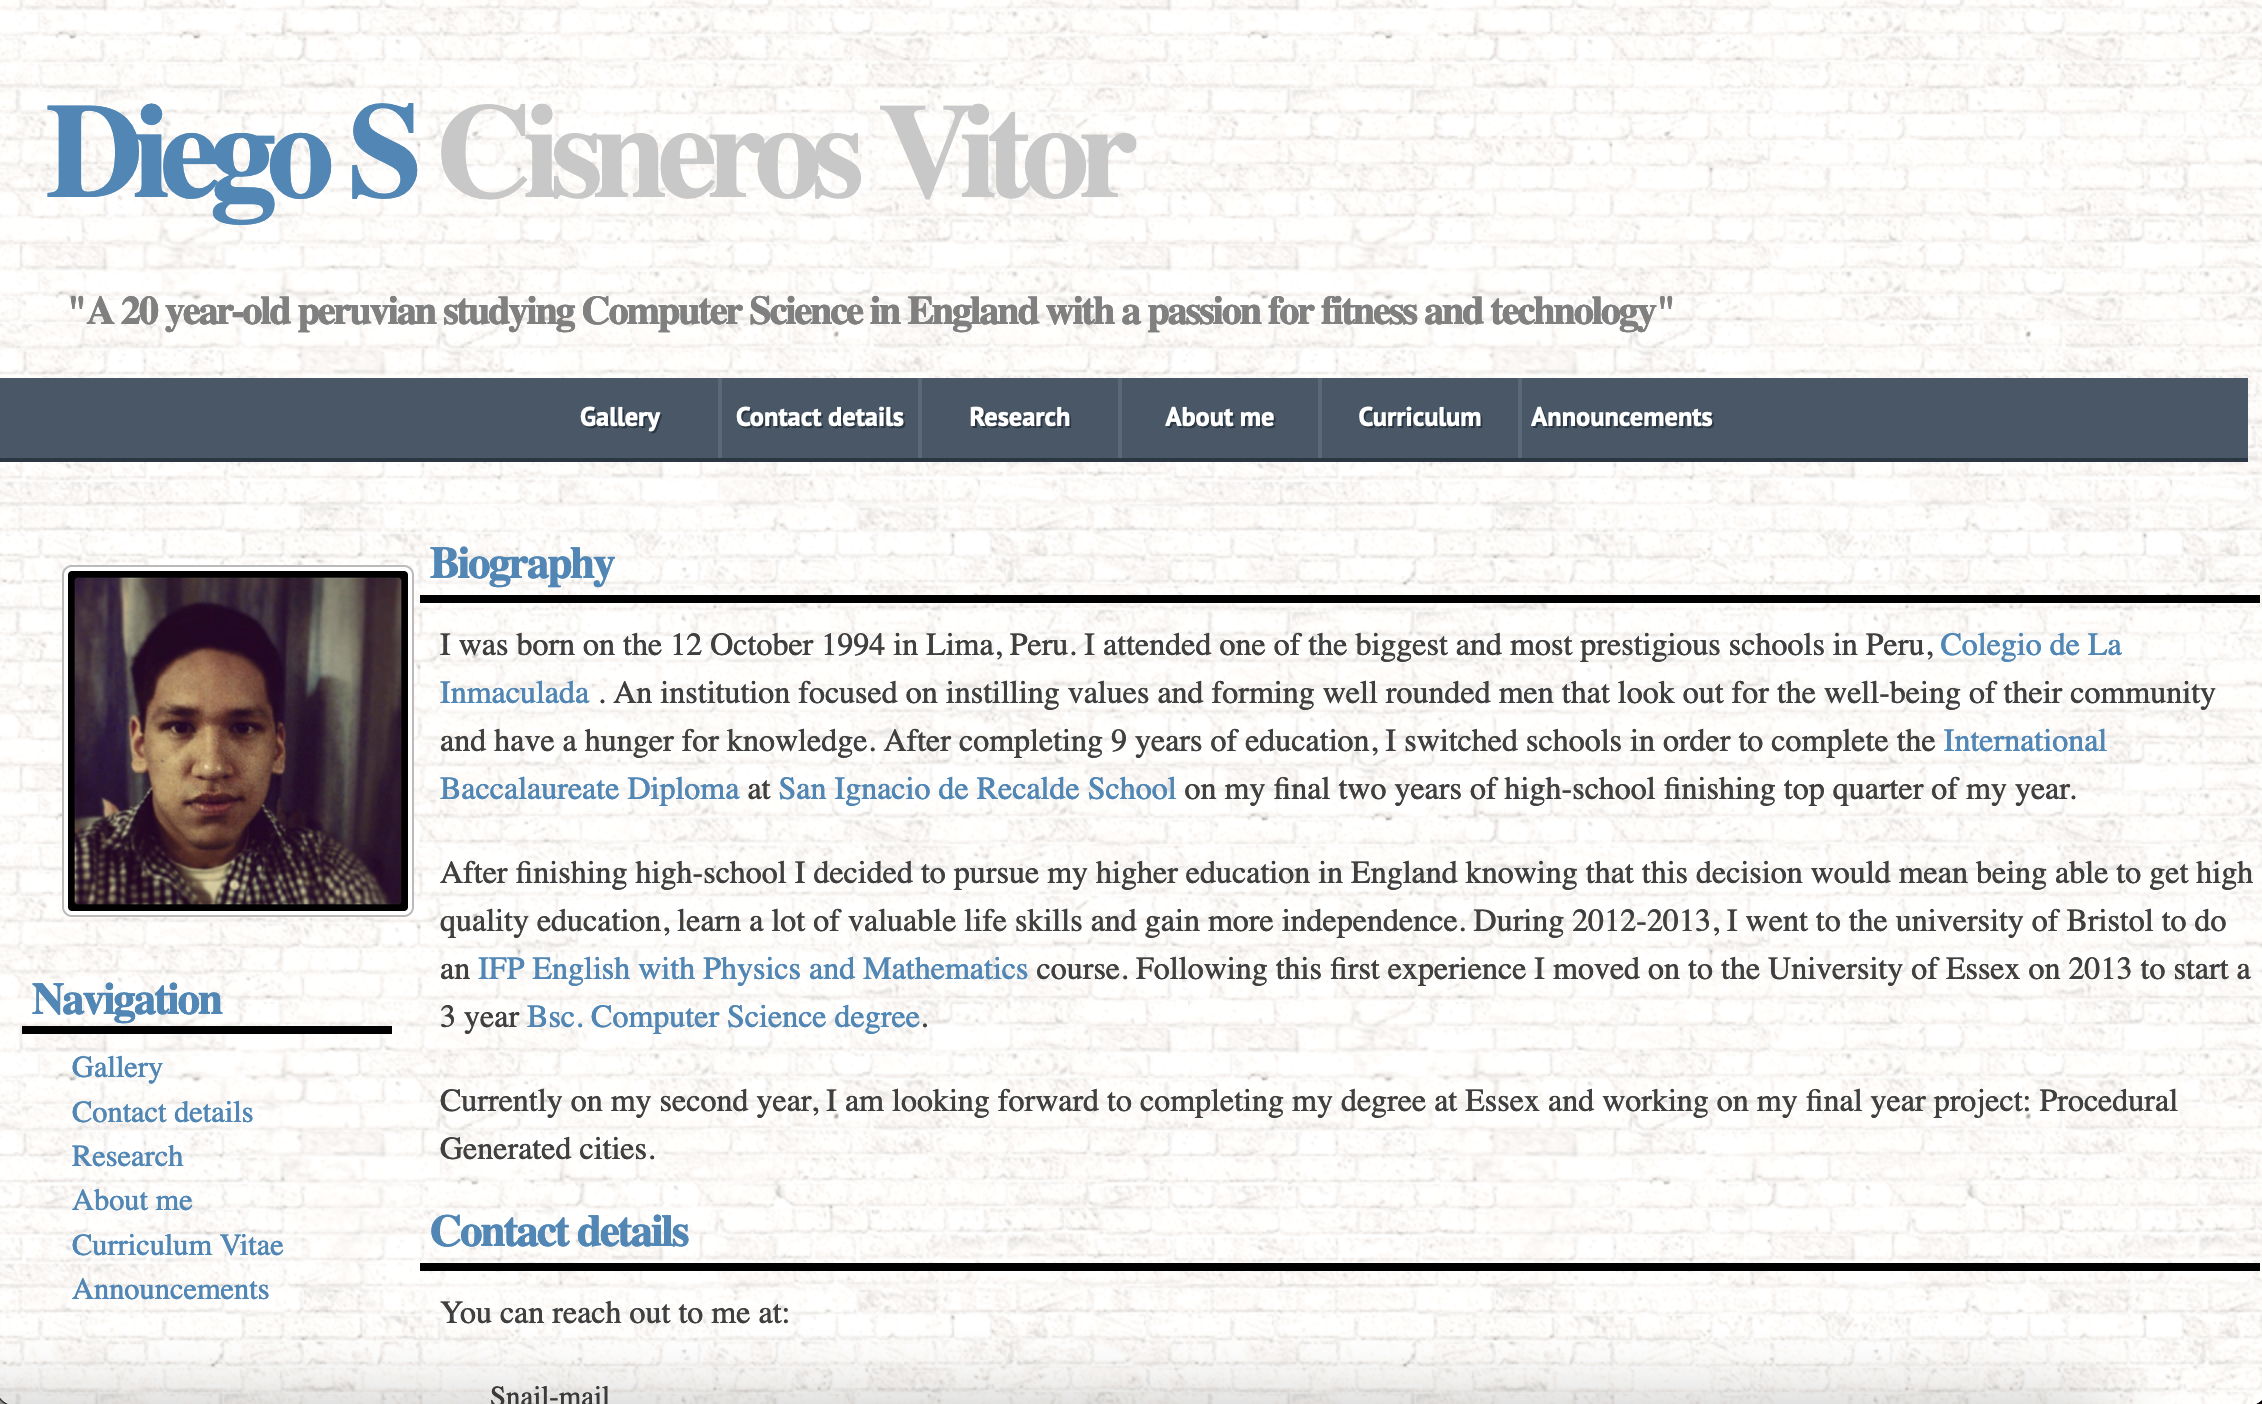 Diego S Cisneros Vitor
"A 20 year-old peruvian studying Computer Science in England with a passion for fitness and technology"
Gallery Contact details Research About me Curriculum Announcements
Biography
I was born on the 12 October 1994 in Lima, Peru. I attended one of the biggest and most prestigious schools in Peru, Colegio de La
Inmaculada . An institution focused on instilling values and forming well rounded men that look out for the well-being of their community
and have a hunger for knowledge. After completing 9 years of education, I switched schools in order to complete the International
Baccalaureate Diploma at San Ignacio de Recalde School on my final two years of high-school finishing top quarter of my year.
After finishing high-school I decided to pursue my higher education in England knowing that this decision would mean being able to get high
quality education, learn a lot of valuable life skills and gain more independence. During 2012-2013, I went to the university of Bristol to do
an IFP English with Physics and Mathematics course. Following this first experience I moved on to the University of Essex on 2013 to start a
3 year Bsc. Computer Science degree.
Currently on my second year, I am looking forward to completing my degree at Essex and working on my final year project: Procedural
Generated cities.
Navigation
Gallery
Contact details
Research
About me
Curriculum Vitae
Announcements
Contact details
You can reach out to me at:
Snail-mail